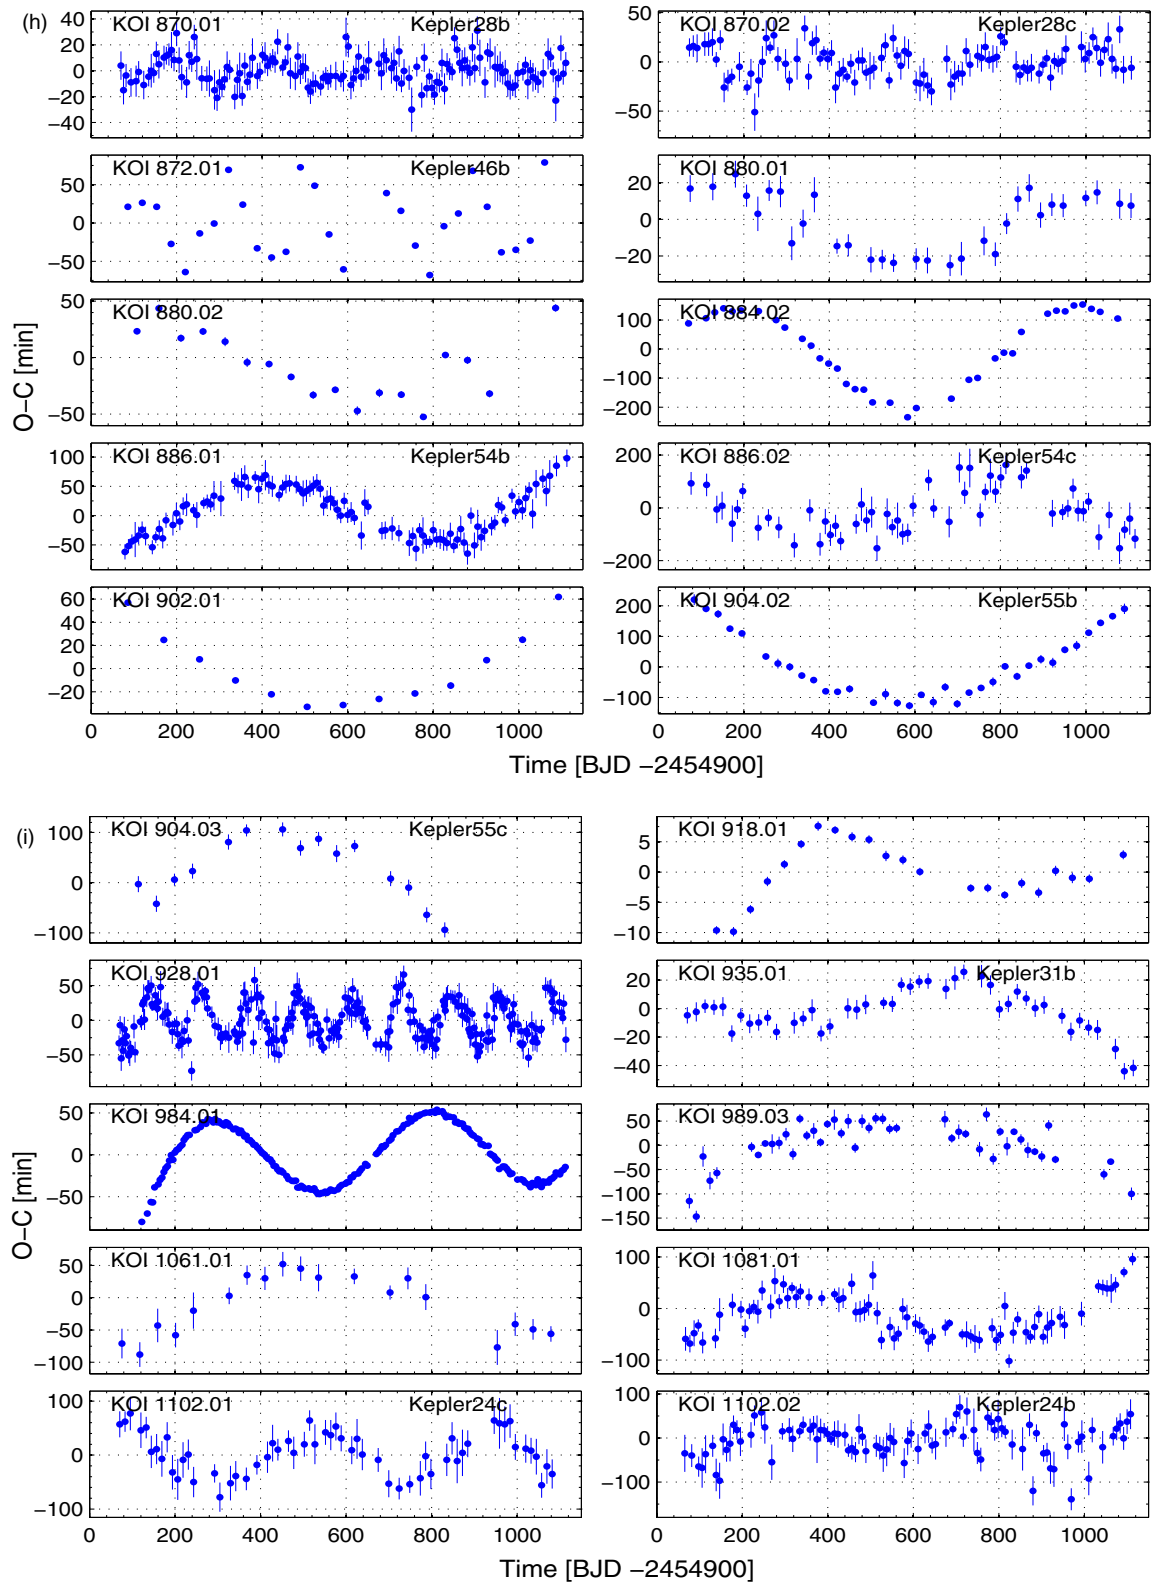 (h)
KOI 870.01 Kepler28b
40
20
0
−20
−40
KOI 870.02 Kepler28c
50
0
−50
KOI 872.01 Kepler46b
50
0
−50
KOI 880.01
20
0
−20
KOI 880.02
50
0
−50
KOI 884.02
100
0
−100
−200
KOI 886.01 Kepler54b
100
50
0
−50
KOI 886.02 Kepler54c
200
0
−200
KOI 902.01
60
40
20
0
−20
KOI 904.02 Kepler55b
200
100
0
−100
0 200 400 600 800 1000
0 200 400 600 800 1000
O−C [min]
Time [BJD −2454900]
(i)
KOI 904.03 Kepler55c
100
0
−100
KOI 918.01
5
0
−5
−10
KOI 928.01
50
0
−50
KOI 935.01 Kepler31b
20
0
−20
−40
KOI 984.01
50
0
−50
KOI 989.03
50
0
−50
−100
−150
KOI 1061.01
50
0
−50
−100
KOI 1081.01
100
0
−100
KOI 1102.01 Kepler24c
100
0
−100
KOI 1102.02 Kepler24b
100
0
−100
0 200 400 600 800 1000
0 200 400 600 800 1000
O−C [min]
Time [BJD −2454900]